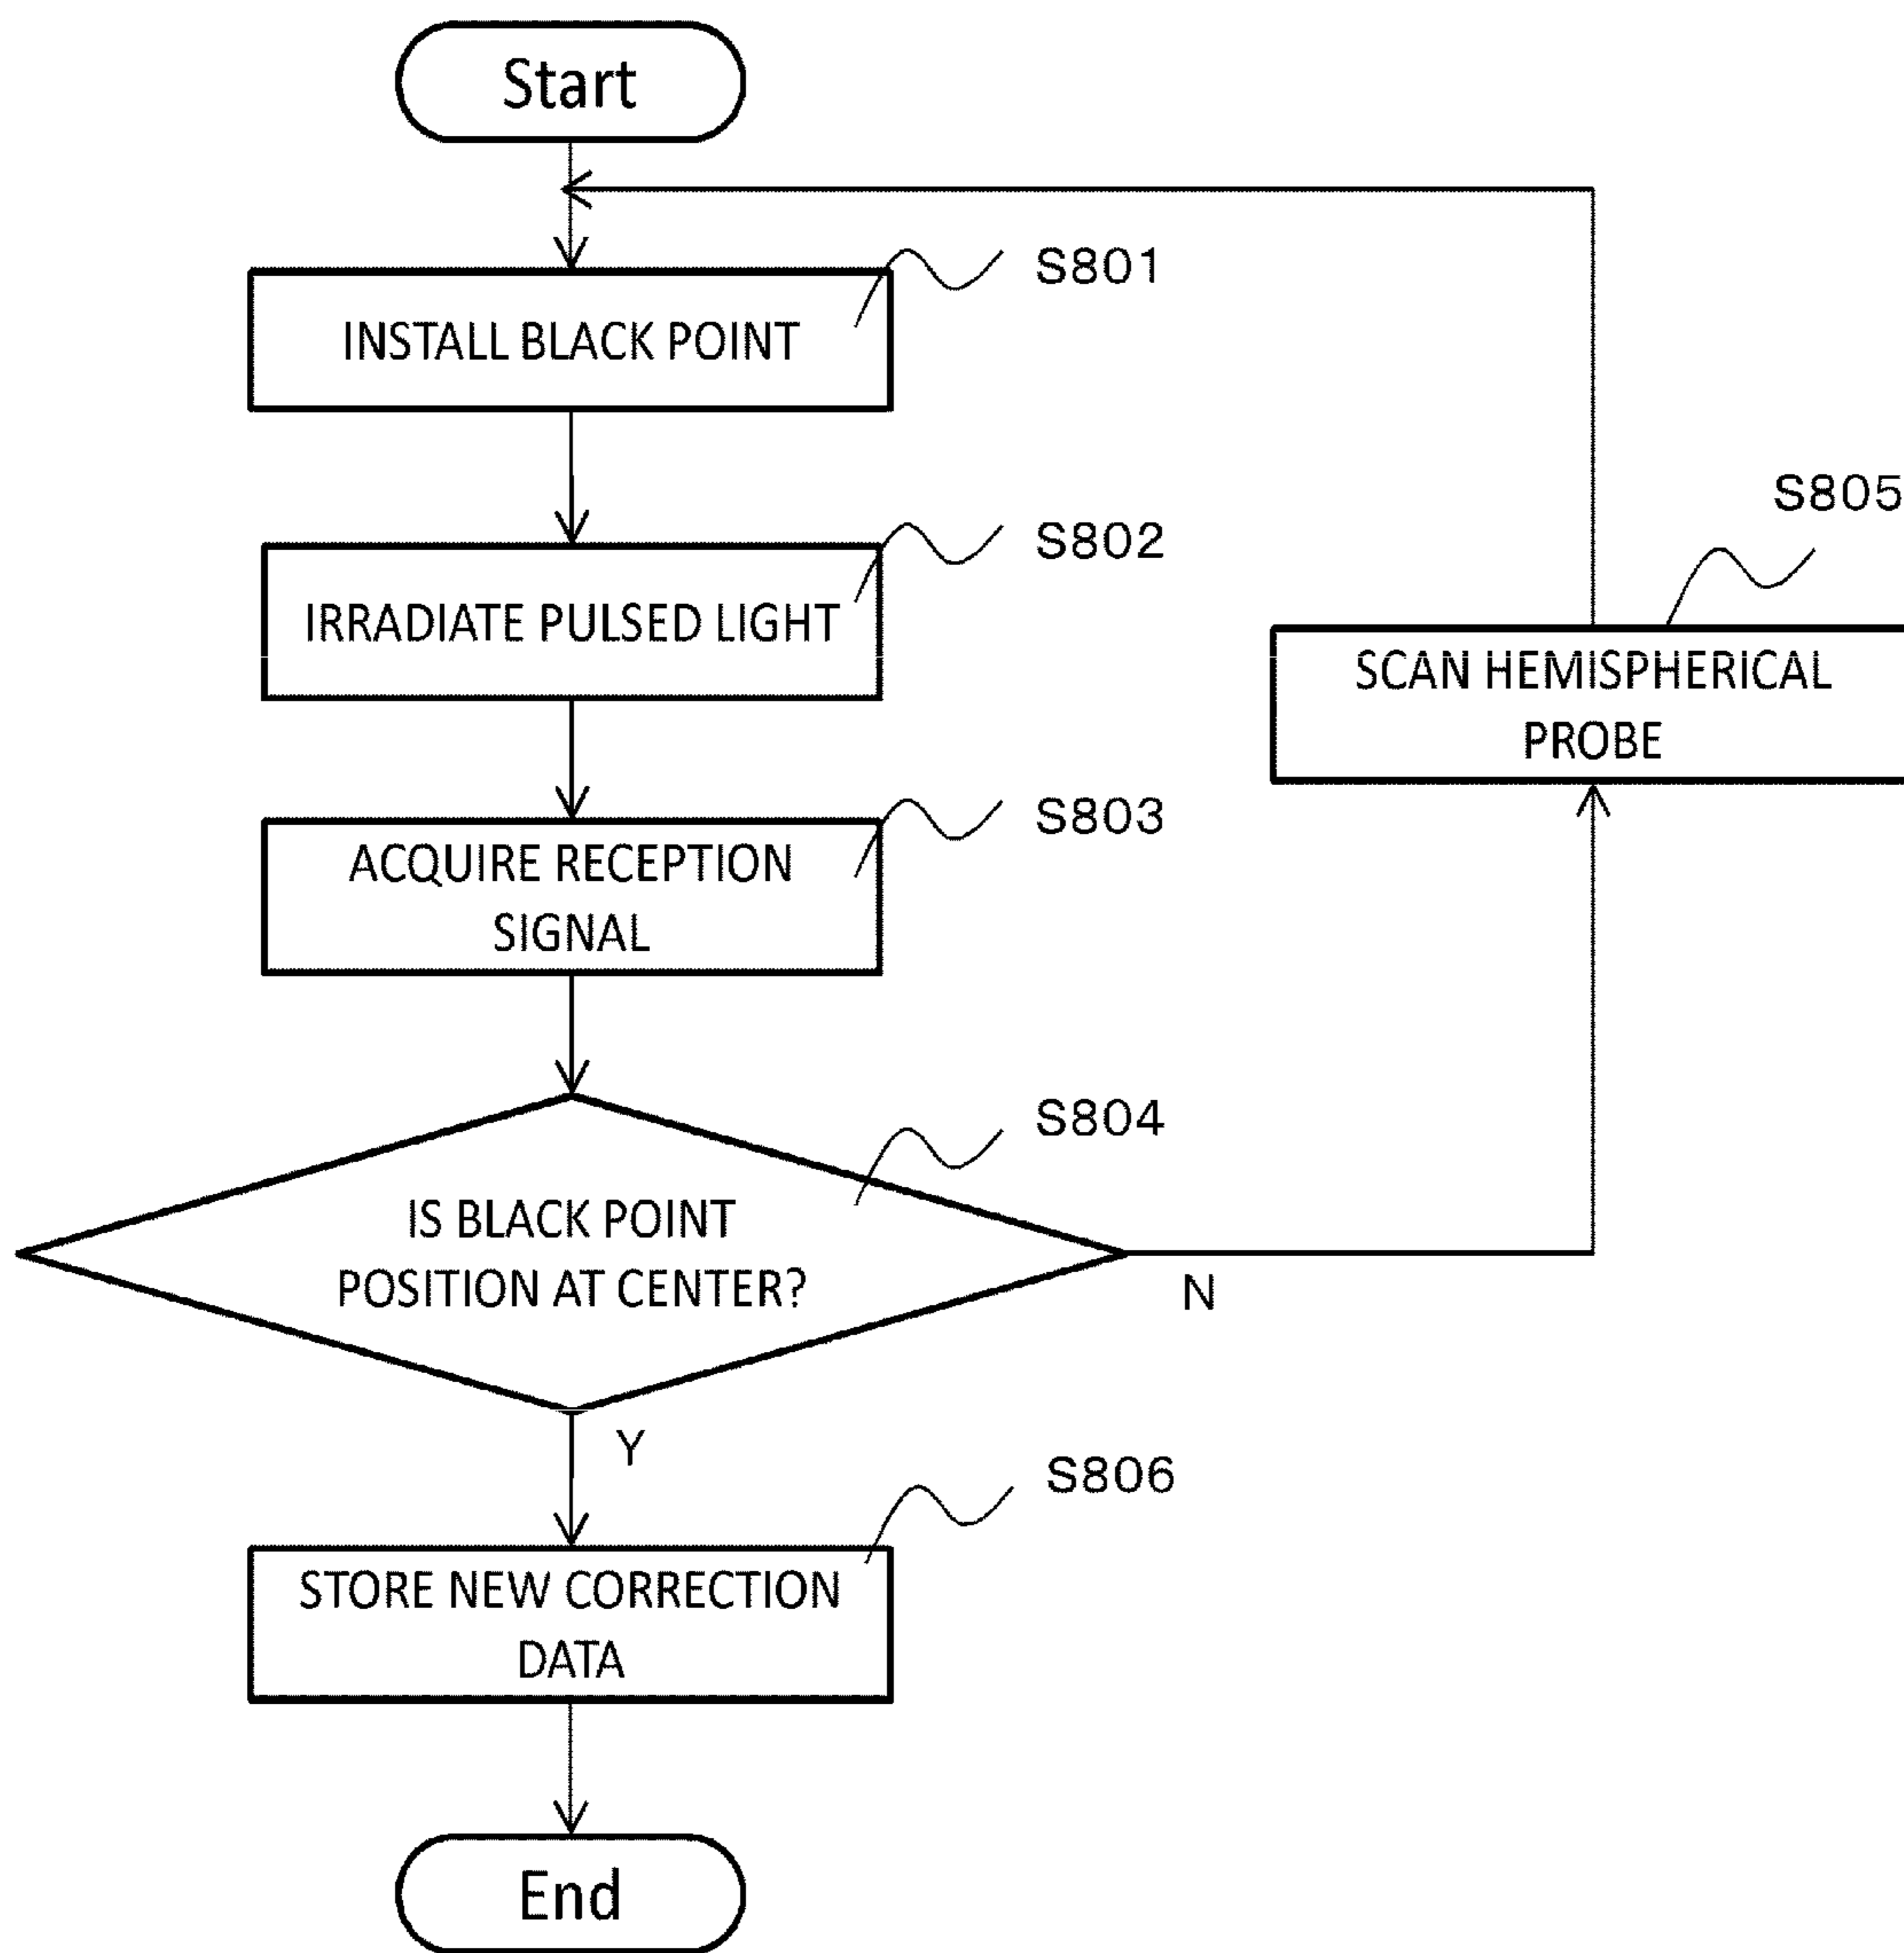 Start
S801
INSTALL BLACK POINT
S802
IRRADIATE PULSED LIGHT
S803
ACQUIRE RECEPTION
SIGNAL
S804
IS BLACK POINT
POSITION AT CENTER?
N
S805
SCAN HEMISPHERICAL
PROBE
Y
S806
STORE NEW CORRECTION
DATA
End